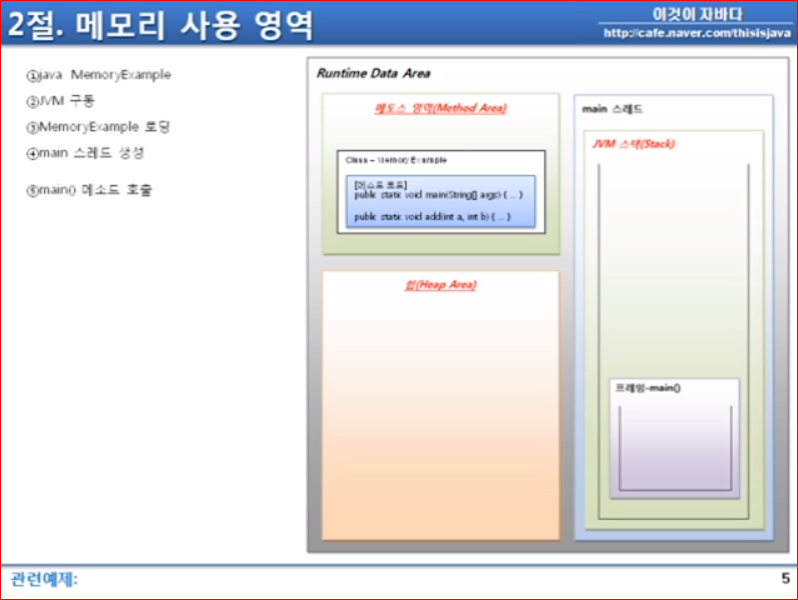 2절. 메모리 사용 영역
이것이 자바다
http://cafe.naver.com/thisisjava
①java MemoryExample
②JVM 구동
③MemoryExample 로딩
④main 스레드 생성
⑤main() 메소드 호출
Runtime Data Area
메도스 영역(Method Area)
Class – Memory Example
[메소드 코드]
public static void main(String[] args) { ... }
public static void add(int a, int b) { ... }
힙(Heap Area)
main 스레드
JVM 스택(Stack)
프레임-main()
관련예제:
5